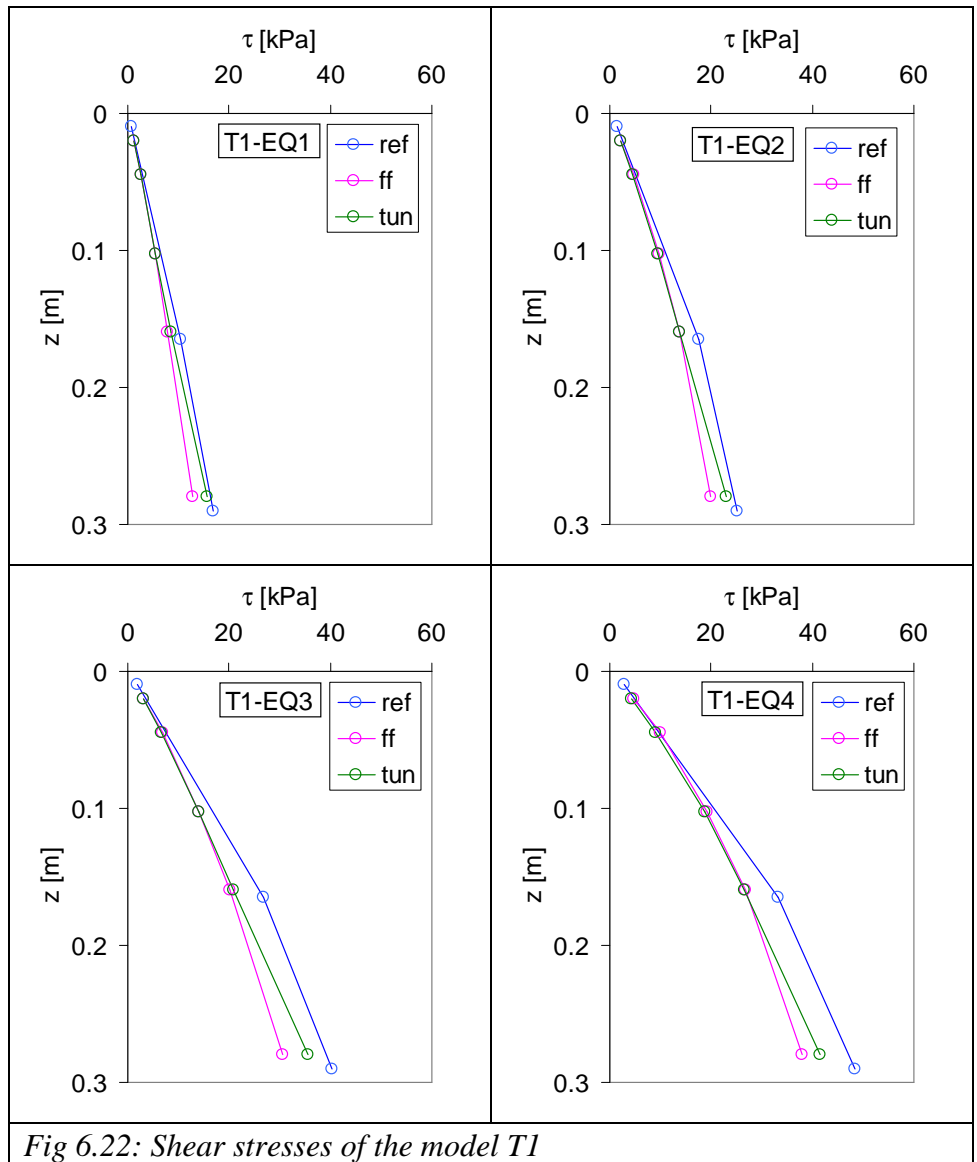 τ [kPa]
0 20 40 60
0
0.1
0.2
0.3
z [m]
T1-EQ1
ref
ff
tun
τ [kPa]
0 20 40 60
0
0.1
0.2
0.3
z [m]
T1-EQ2
ref
ff
tun
τ [kPa]
0 20 40 60
0
0.1
0.2
0.3
z [m]
T1-EQ3
ref
ff
tun
τ [kPa]
0 20 40 60
0
0.1
0.2
0.3
z [m]
T1-EQ4
ref
ff
tun
Fig 6.22: Shear stresses of the model T1